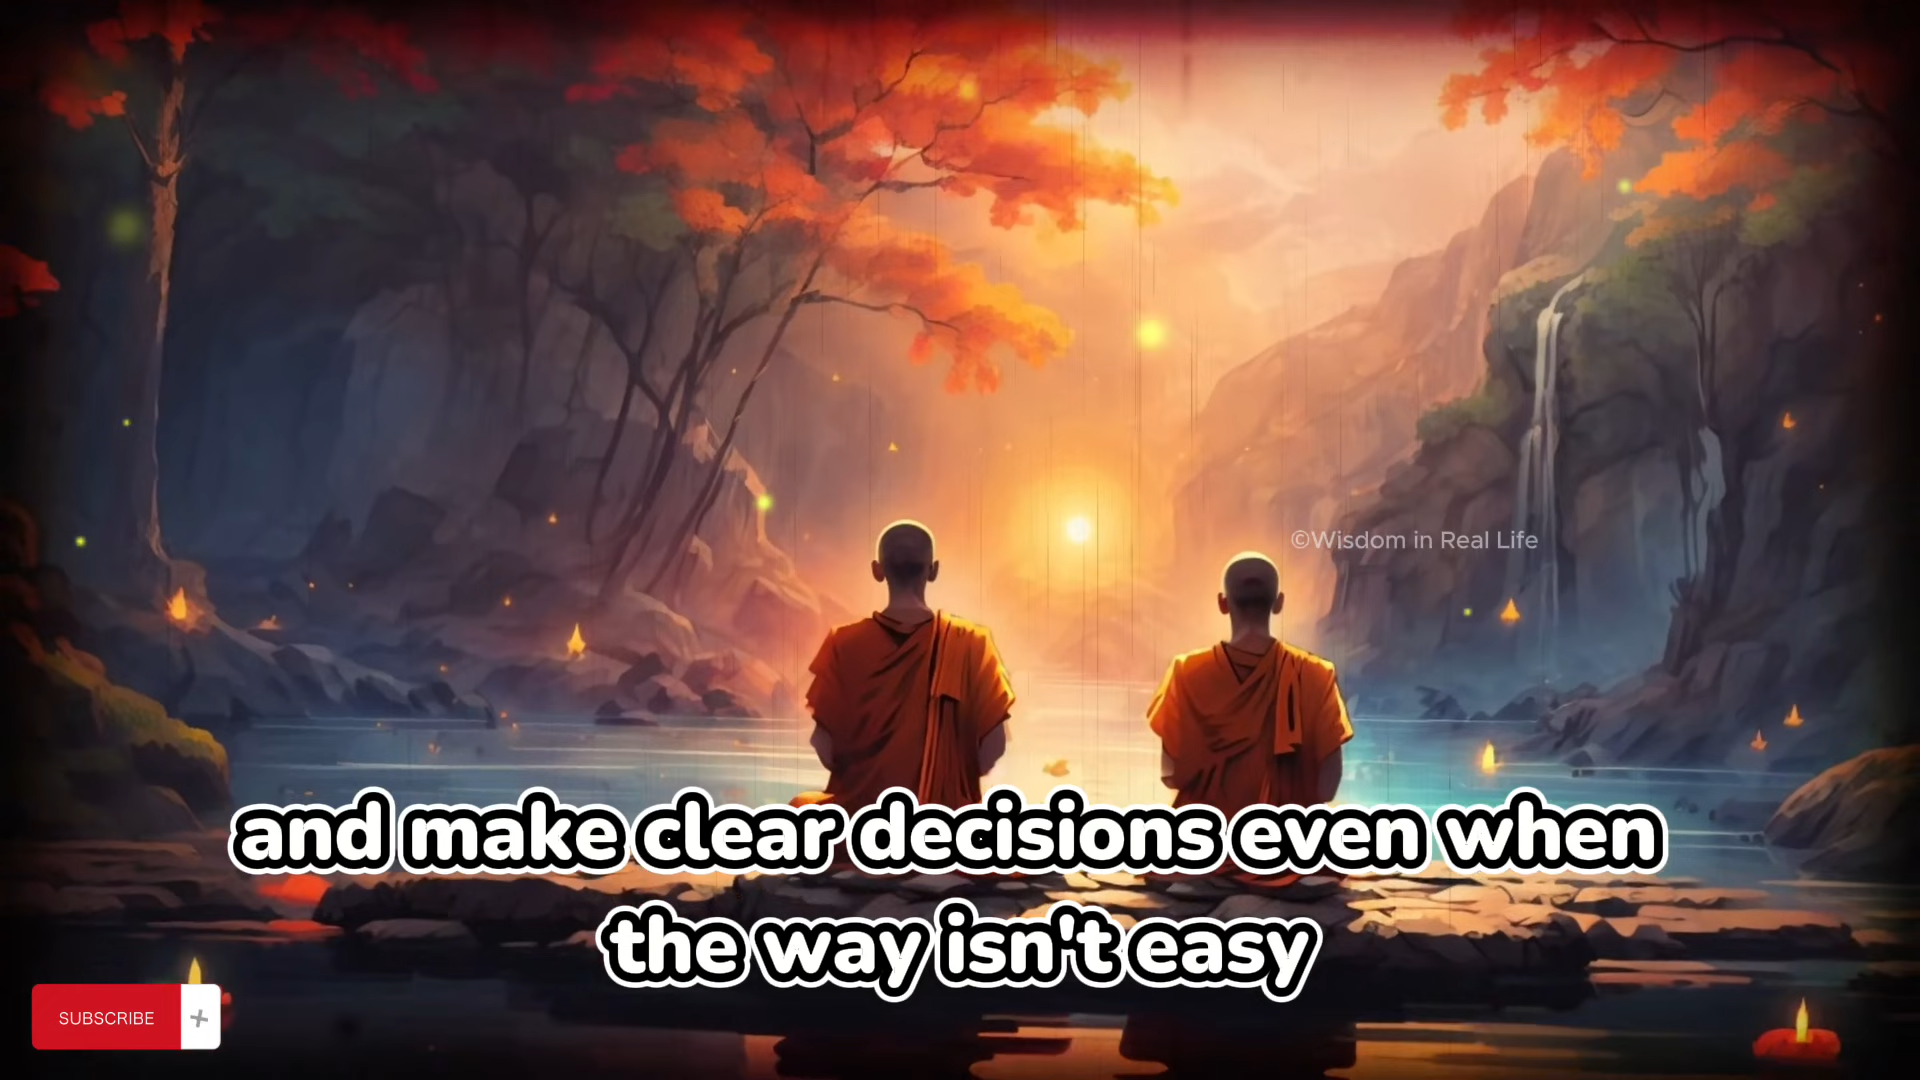 ©Wisdom in Real Life
and make clear decisions even when
the way isn't easy
SUBSCRIBE +